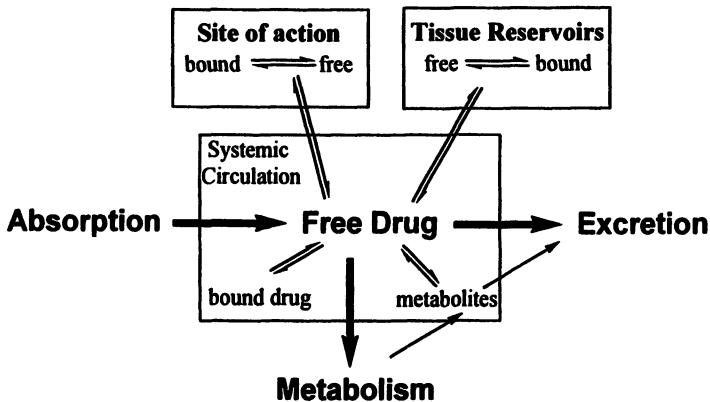 Site of action
bound free
Tissue Reservoirs
free bound
Systemic
Circulation
Absorption
Free Drug
Excretion
bound drug
metabolites
Metabolism